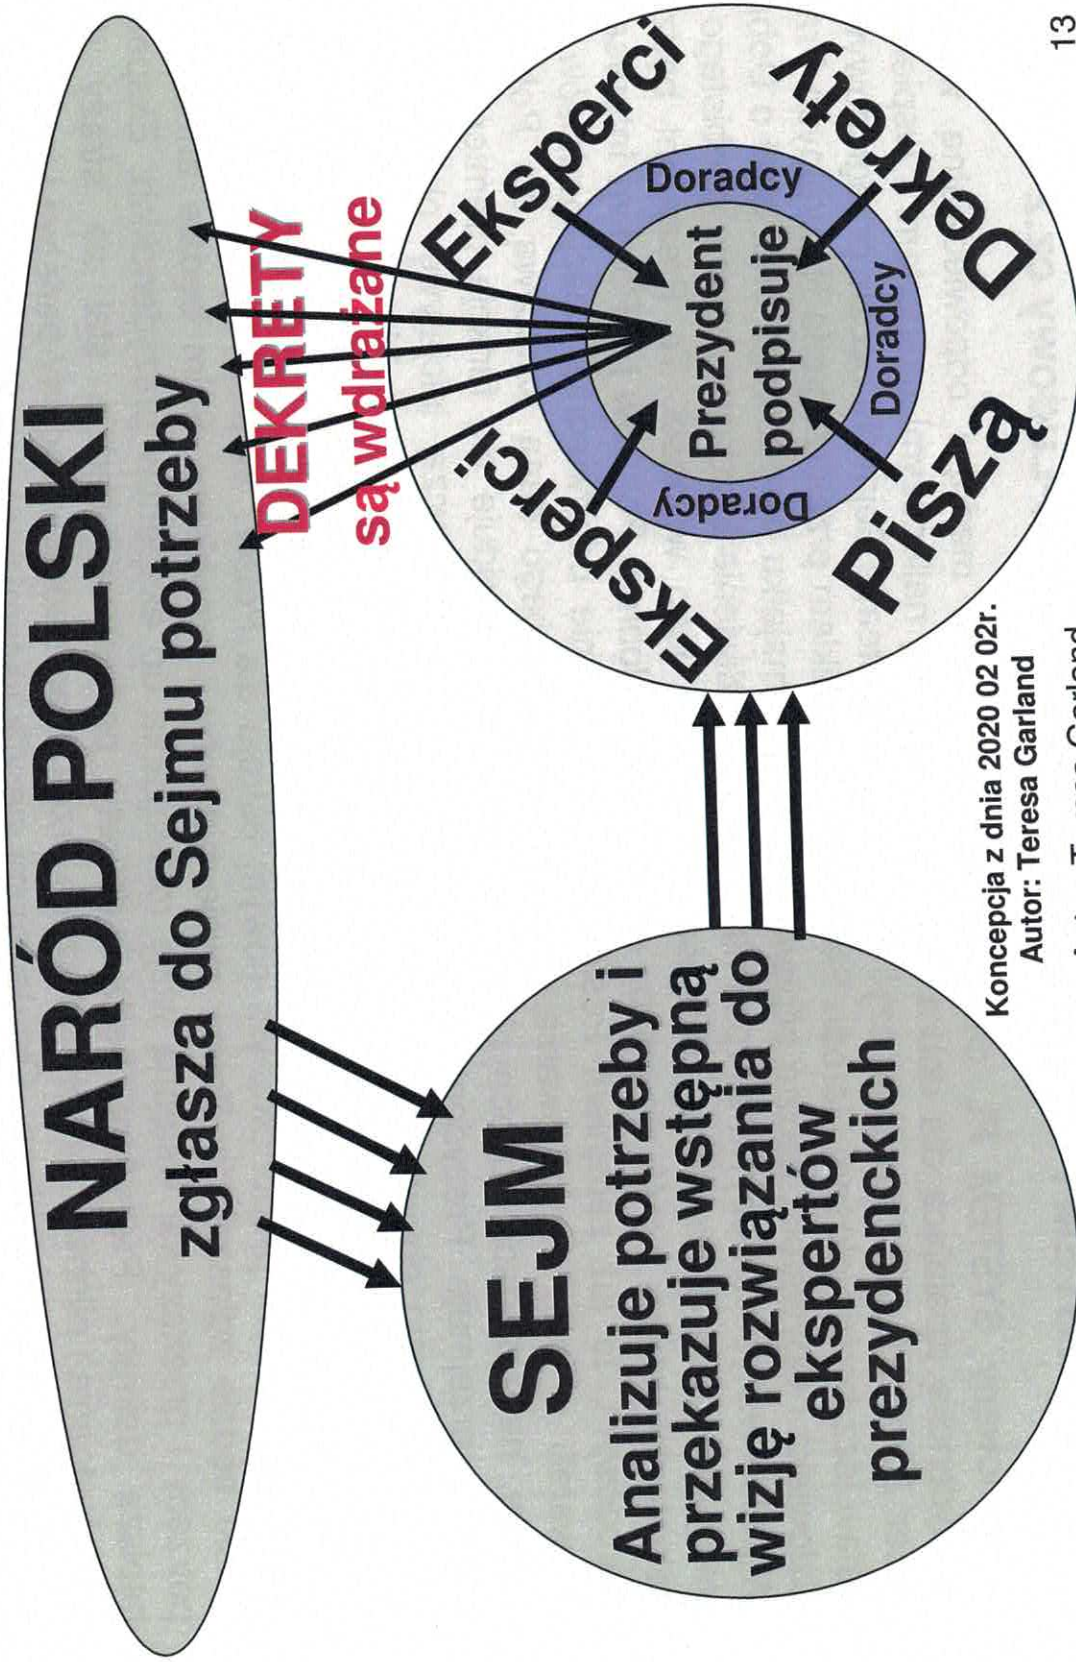 NARÓD POLSKI
zgłasza do Sejmu potrzeby
DEKRETY
są wdrażane
SEJM
Analizuje potrzeby i
przekazuje wstępną
wizję rozwiązania do
ekspertów
prezydenckich
Eksperci
Eksperci
Piszą
Dekrety
Doradcy
Doradcy
Doradcy
Prezydent
podpisuje
Koncepcja z dnia 2020 02 02r.
Autor: Teresa Garland
13